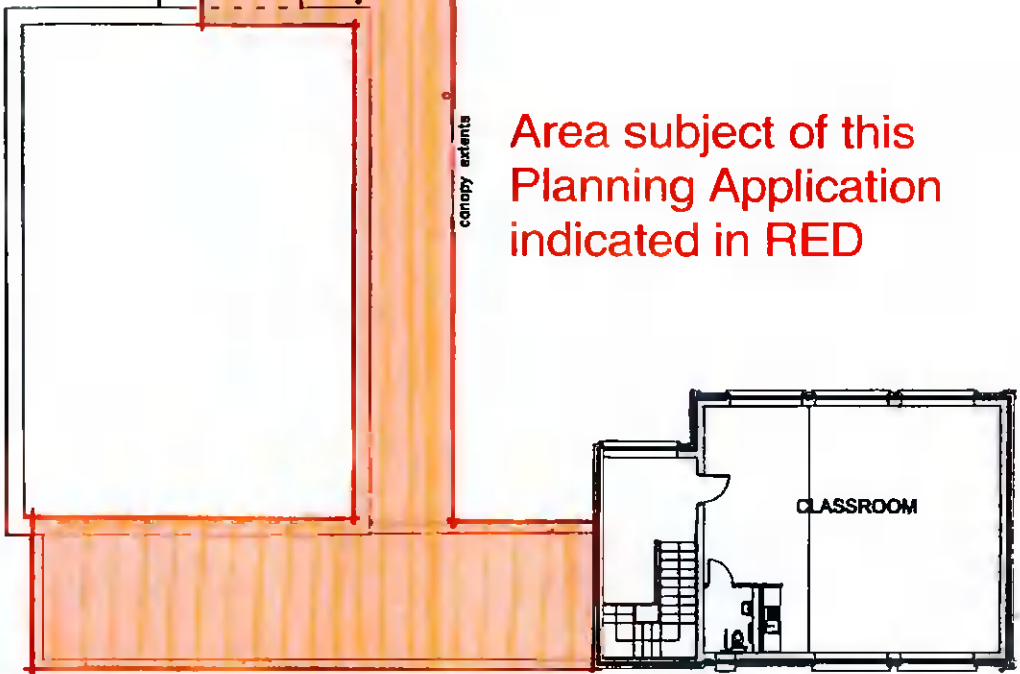 Area subject of this
Planning Application
indicated in RED
canopy extents
CLASSROOM